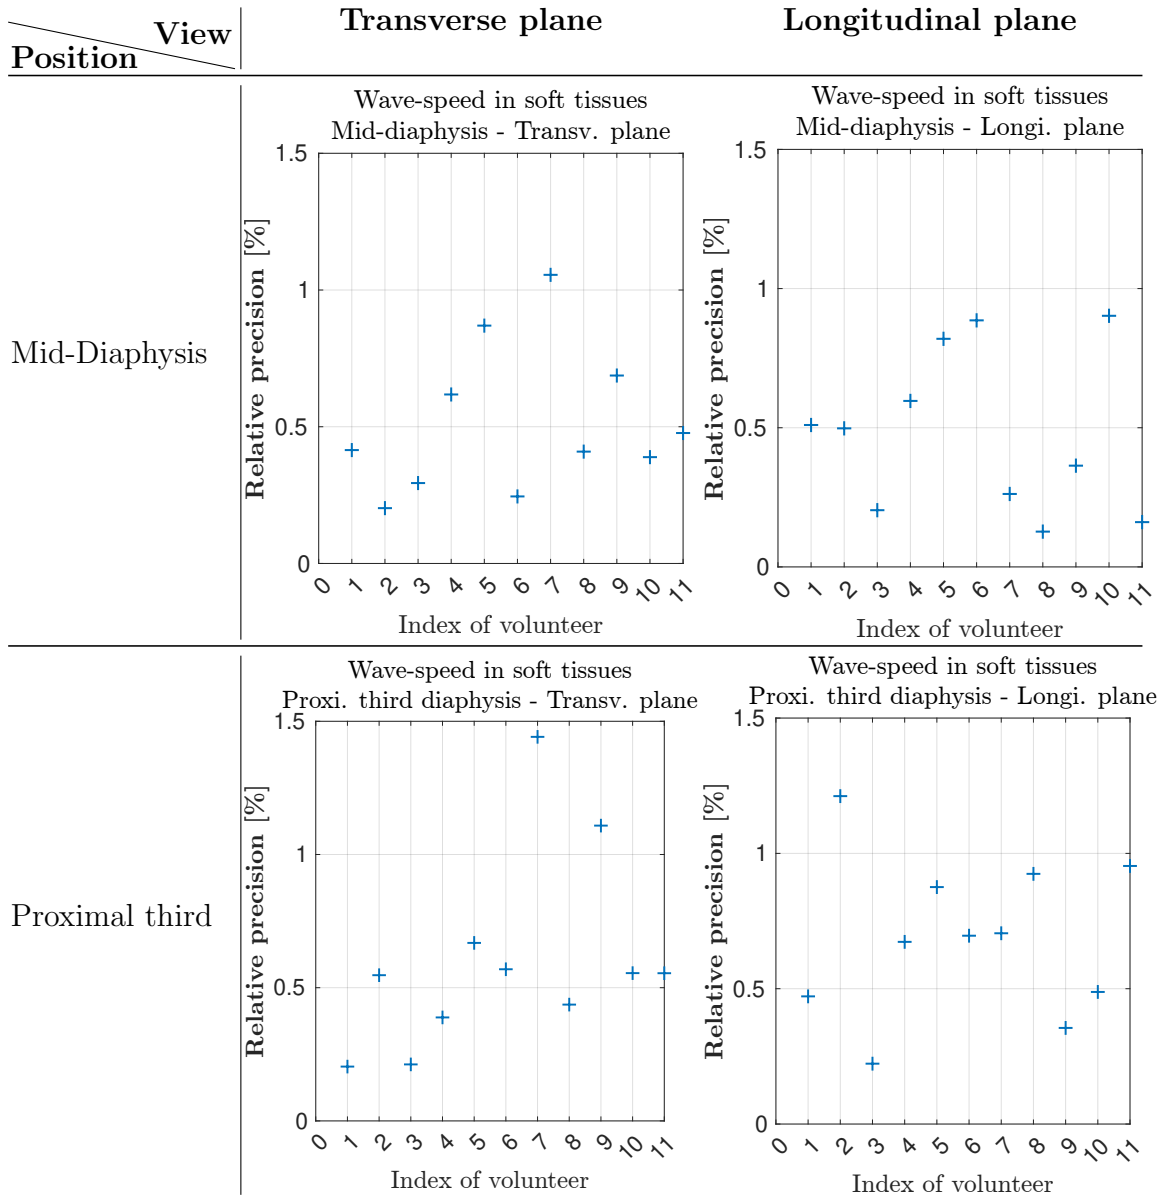 View
Position
Transverse plane
Longitudinal plane
Mid-Diaphysis
Wave-speed in soft tissues
Mid-diaphysis - Transv. plane
Relative precision [%]
1.5
1
0.5
0
0 1 2 3 4 5 6 7 8 9 10 11
Index of volunteer
Wave-speed in soft tissues
Mid-diaphysis - Longi. plane
Relative precision [%]
1.5
1
0.5
0
0 1 2 3 4 5 6 7 8 9 10 11
Index of volunteer
Proximal third
Wave-speed in soft tissues
Proxi. third diaphysis - Transv. plane
Relative precision [%]
1.5
1
0.5
0
0 1 2 3 4 5 6 7 8 9 10 11
Index of volunteer
Wave-speed in soft tissues
Proxi. third diaphysis - Longi. plane
Relative precision [%]
1.5
1
0.5
0
0 1 2 3 4 5 6 7 8 9 10 11
Index of volunteer